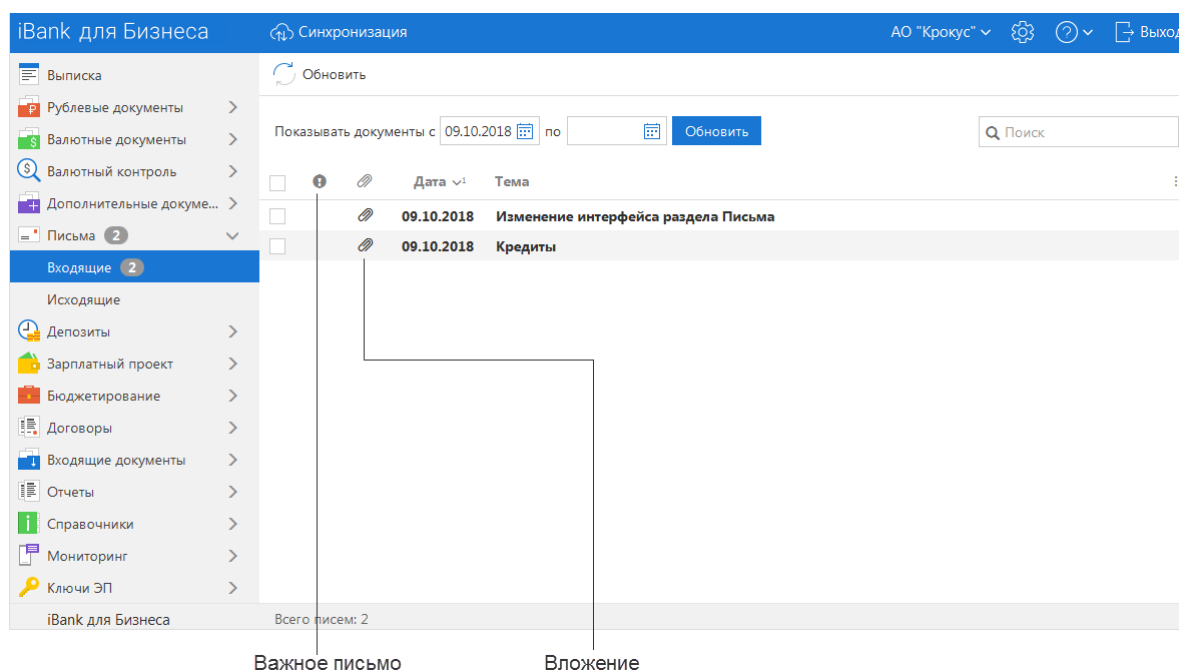 iBank для Бизнеса
Синхронизация
АО "Крокус"
Выход
Выписка
Рублевые документы
Валютные документы
Валютный контроль
Дополнительные докуме...
Письма 2
Входящие 2
Исходящие
Депозиты
Зарплатный проект
Бюджетирование
Договоры
Входящие документы
Отчеты
Справочники
Мониторинг
Ключи ЭП
iBank для Бизнеса
Обновить
Показывать документы с 09.10.2018 по Обновить
Поиск
Дата 1 Тема
09.10.2018 Изменение интерфейса раздела Письма
09.10.2018 Кредиты
Всего писем: 2
Важное письмо
Вложение